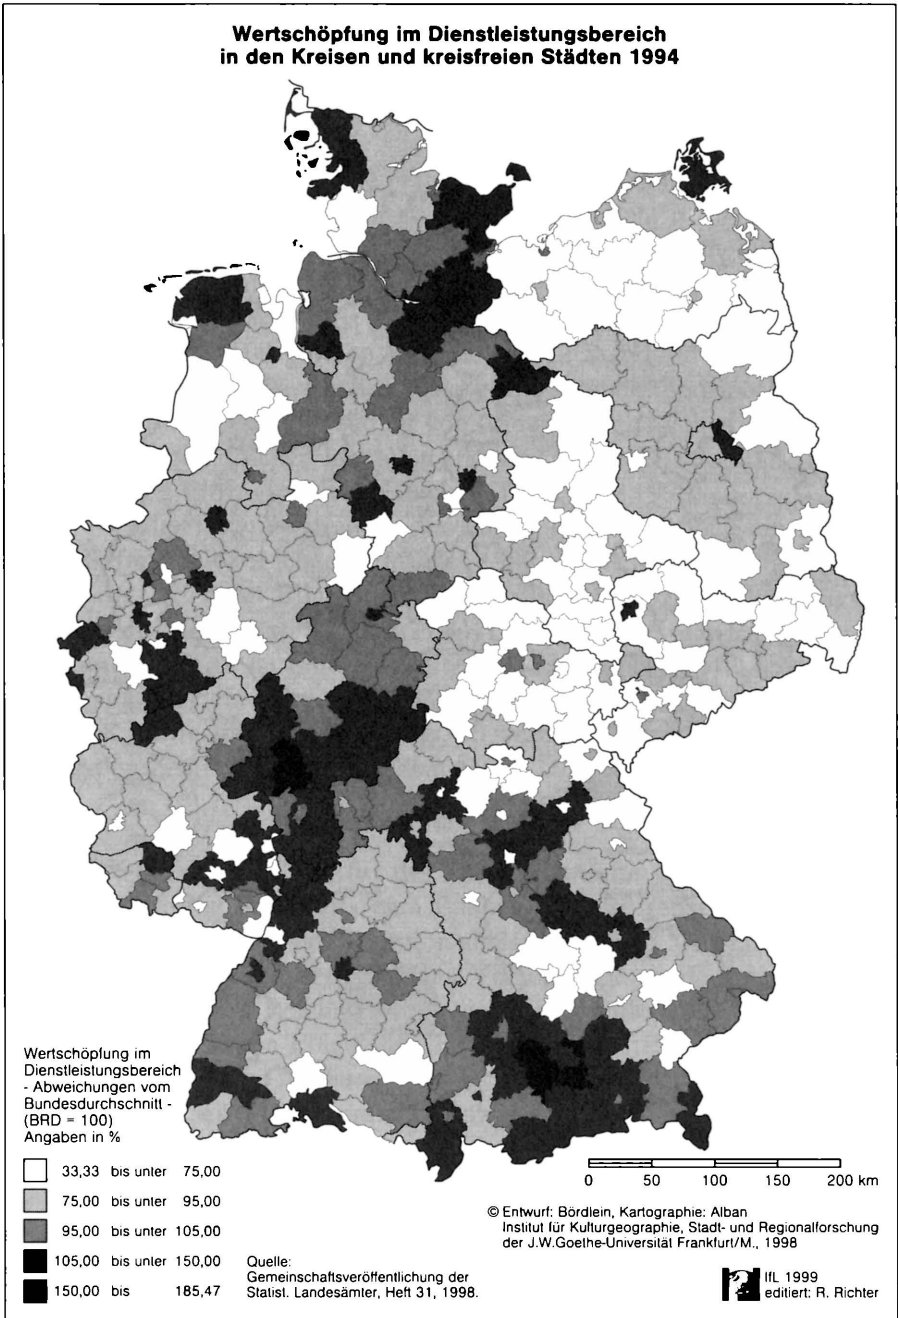 Wertschöpfung im Dienstleistungsbereich
in den Kreisen und kreisfreien Städten 1994
Wertschöpfung im
Dienstleistungsbereich
- Abweichungen vom
Bundesdurchschnitt -
(BRD = 100)
Angaben in %
33,33 bis unter 75,00
75,00 bis unter 95,00
95,00 bis unter 105,00
105,00 bis unter 150,00
150,00 bis 185,47
Quelle:
Gemeinschaftsveröffentlichung der
Statist. Landesämter, Heft 31, 1998.
0 50 100 150 200 km
© Entwurf: Bördlein, Kartographie: Alban
Institut für Kulturgeographie, Stadt- und Regionalforschung
der J.W.Goethe-Universität Frankfurt/M., 1998
IfL 1999
editiert: R. Richter